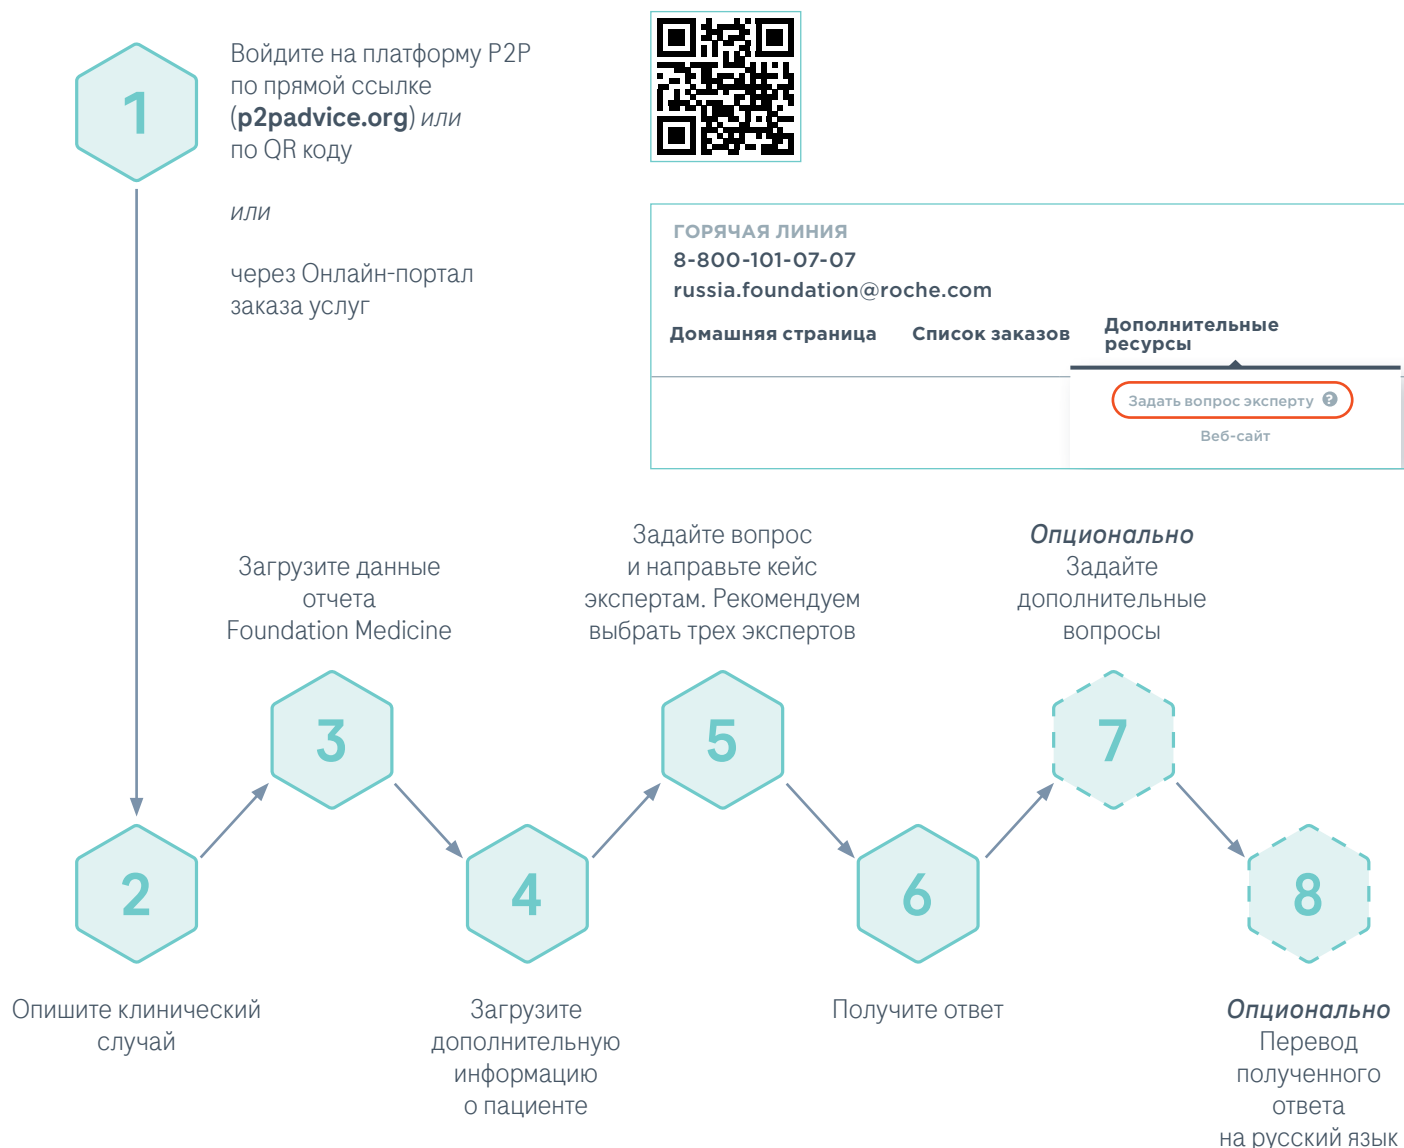 1
Войдите на платформу P2P
по прямой ссылке
(p2padvice.org) или
по QR коду
или
через Онлайн-портал
заказа услуг
ГОРЯЧАЯ ЛИНИЯ
8-800-101-07-07
russia.foundation@roche.com
Домашняя страница
Список заказов
Дополнительные
ресурсы
Задать вопрос эксперту ?
Веб-сайт
2
Опишите клинический
случай
Загрузите данные
отчета
Foundation Medicine
3
4
Загрузите
дополнительную
информацию
о пациенте
Задайте вопрос
и направьте кейс
экспертам. Рекомендуем
выбрать трех экспертов
5
6
Получите ответ
Опционально
Задайте
дополнительные
вопросы
7
8
Опционально
Перевод
полученного
ответа
на русский язык